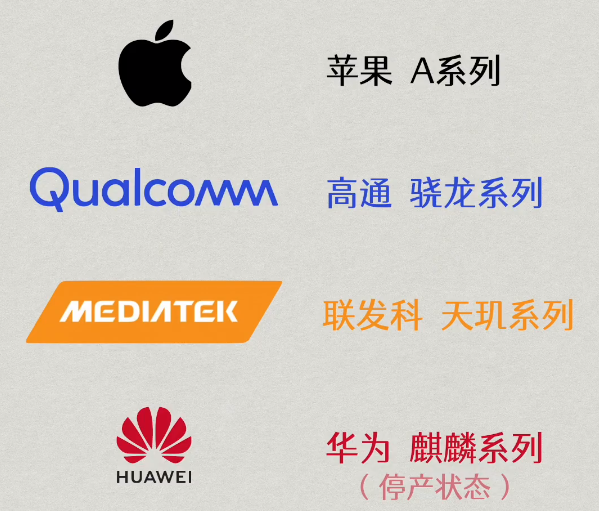 苹果 A系列
Qualcomm
高通 骁龙系列
MEDIATEK
联发科 天玑系列
HUAWEI
华为 麒麟系列
(停产状态)